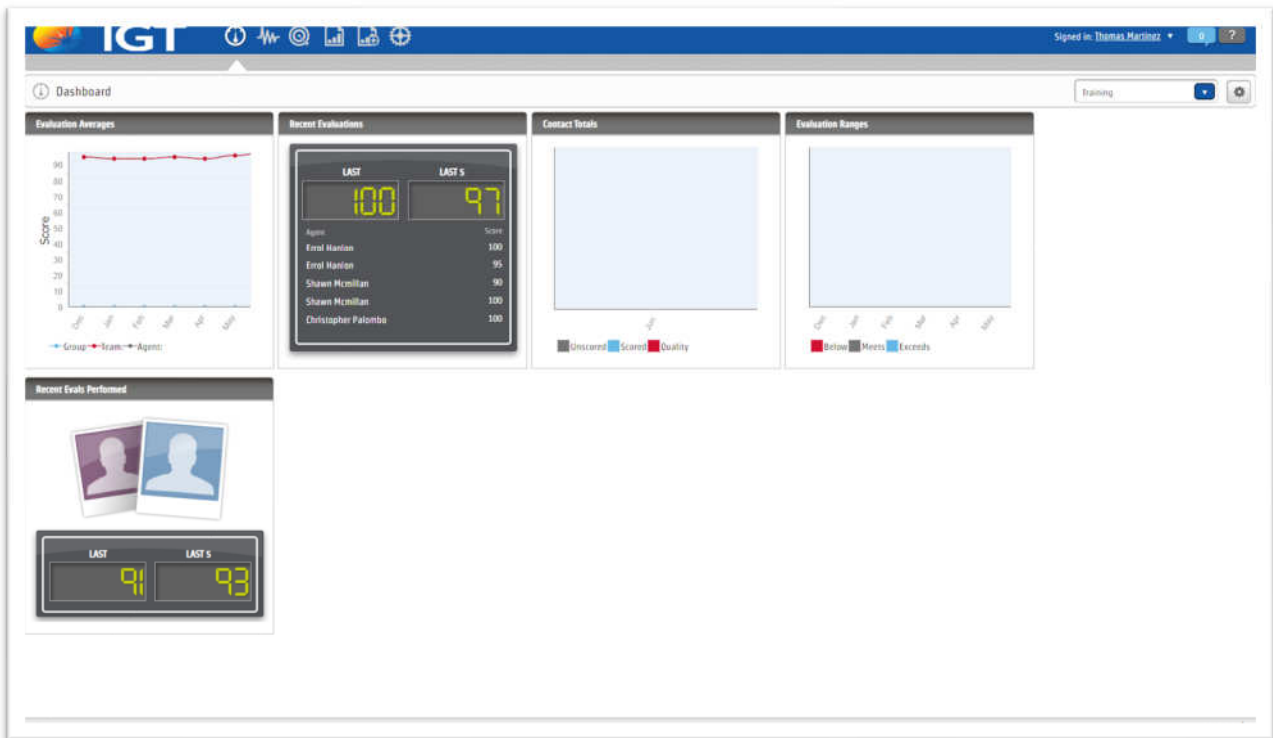 IGT
Signed in: Thomas Martinez 0 ?
Dashboard
Training
Evaluation Averages
Score
90
80
70
60
50
40
30
20
10
0
Dec Jan Feb Mar Apr May
Group: Team: Agent:
Recent Evaluations
LAST LAST 5
100 97
Agent Score
Errol Hanlon 100
Errol Hanlon 95
Shawn Mcmillan 90
Shawn Mcmillan 100
Christopher Palombo 100
Contact Totals
Jun
Unscored Scored Quality
Evaluation Ranges
Dec Jan Feb Mar Apr May
Below Meets Exceeds
Recent Evals Performed
LAST LAST 5
91 93